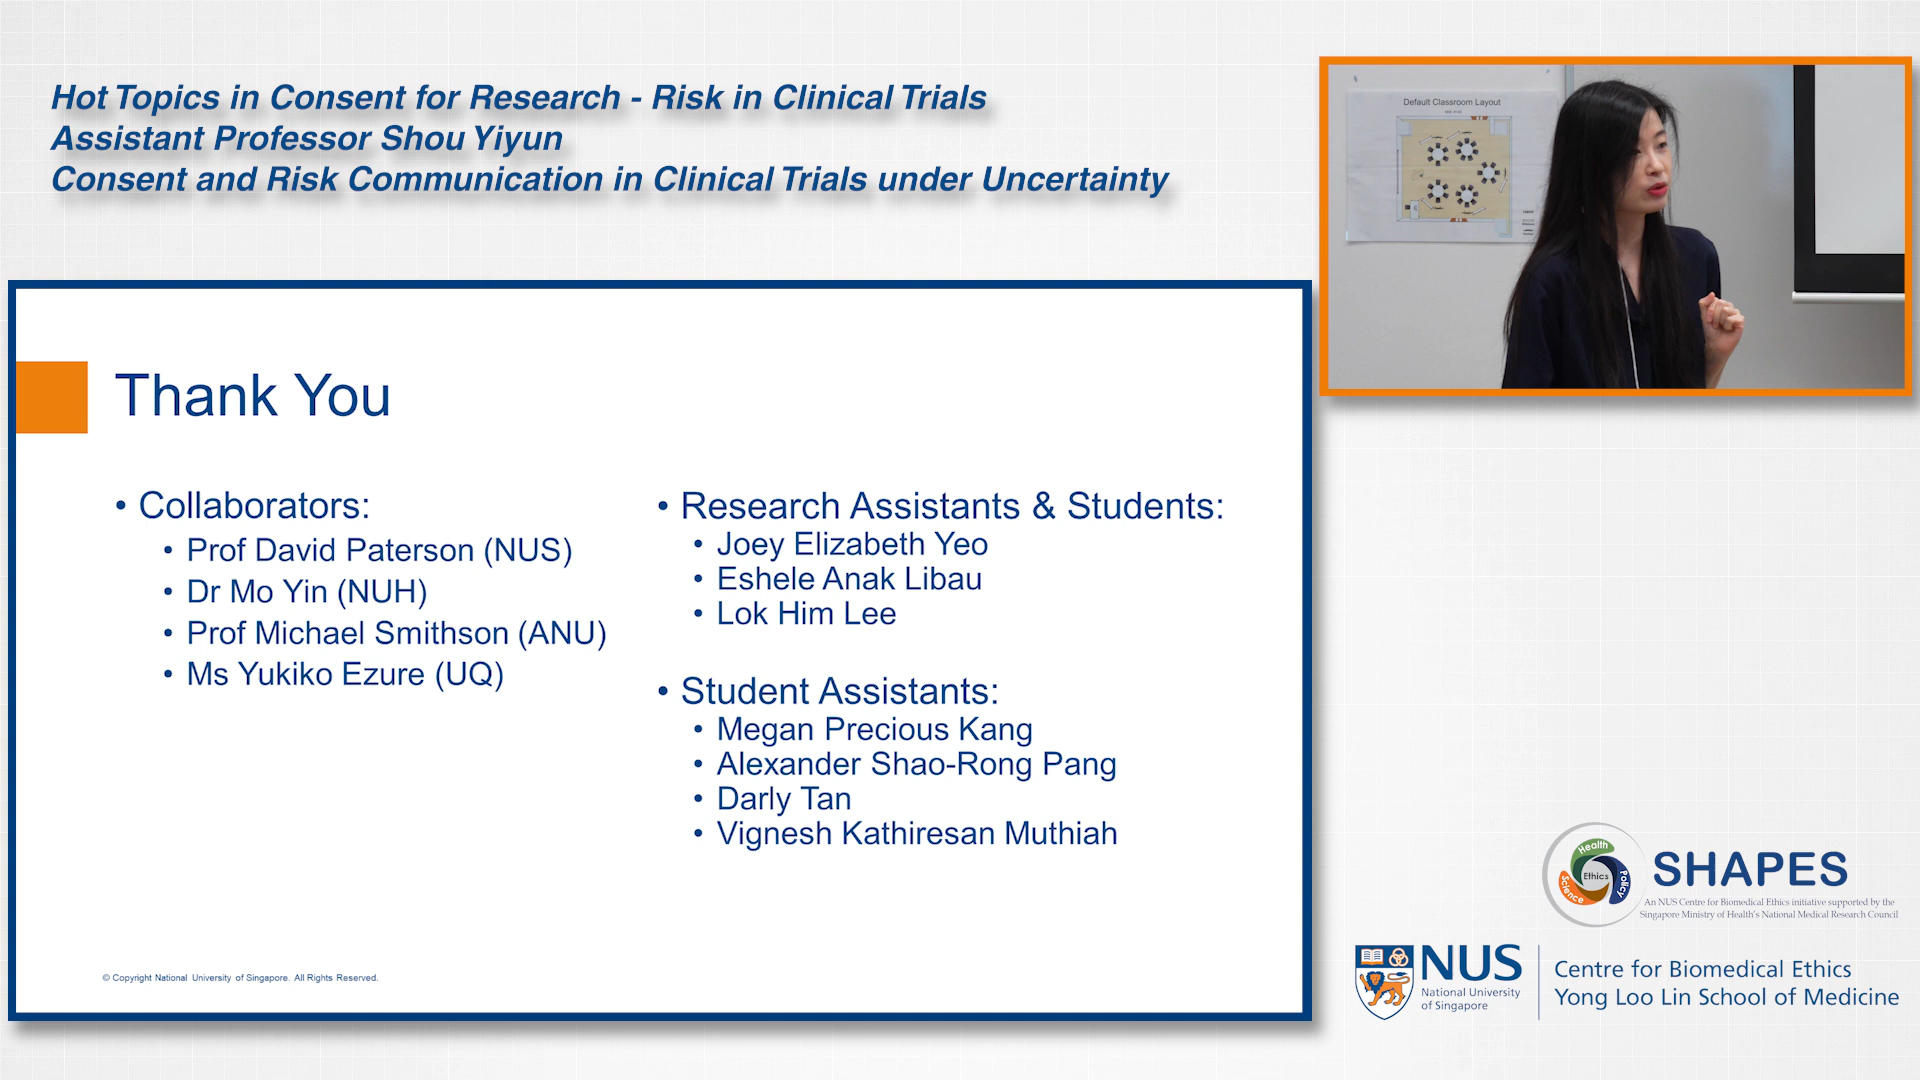 Hot Topics in Consent for Research - Risk in Clinical Trials
Assistant Professor Shou Yiyun
Consent and Risk Communication in Clinical Trials under Uncertainty
Default Classroom Layout
Thank You
• Collaborators:
• Prof David Paterson (NUS)
• Dr Mo Yin (NUH)
• Prof Michael Smithson (ANU)
• Ms Yukiko Ezure (UQ)
• Research Assistants & Students:
• Joey Elizabeth Yeo
• Eshele Anak Libau
• Lok Him Lee
• Student Assistants:
• Megan Precious Kang
• Alexander Shao-Rong Pang
• Darly Tan
• Vignesh Kathiresan Muthiah
© Copyright National University of Singapore. All Rights Reserved.
Health
Ethics
Science
Policy
SHAPES
An NUS Centre for Biomedical Ethics initiative supported by the
Singapore Ministry of Health's National Medical Research Council
NUS
National University
of Singapore
Centre for Biomedical Ethics
Yong Loo Lin School of Medicine